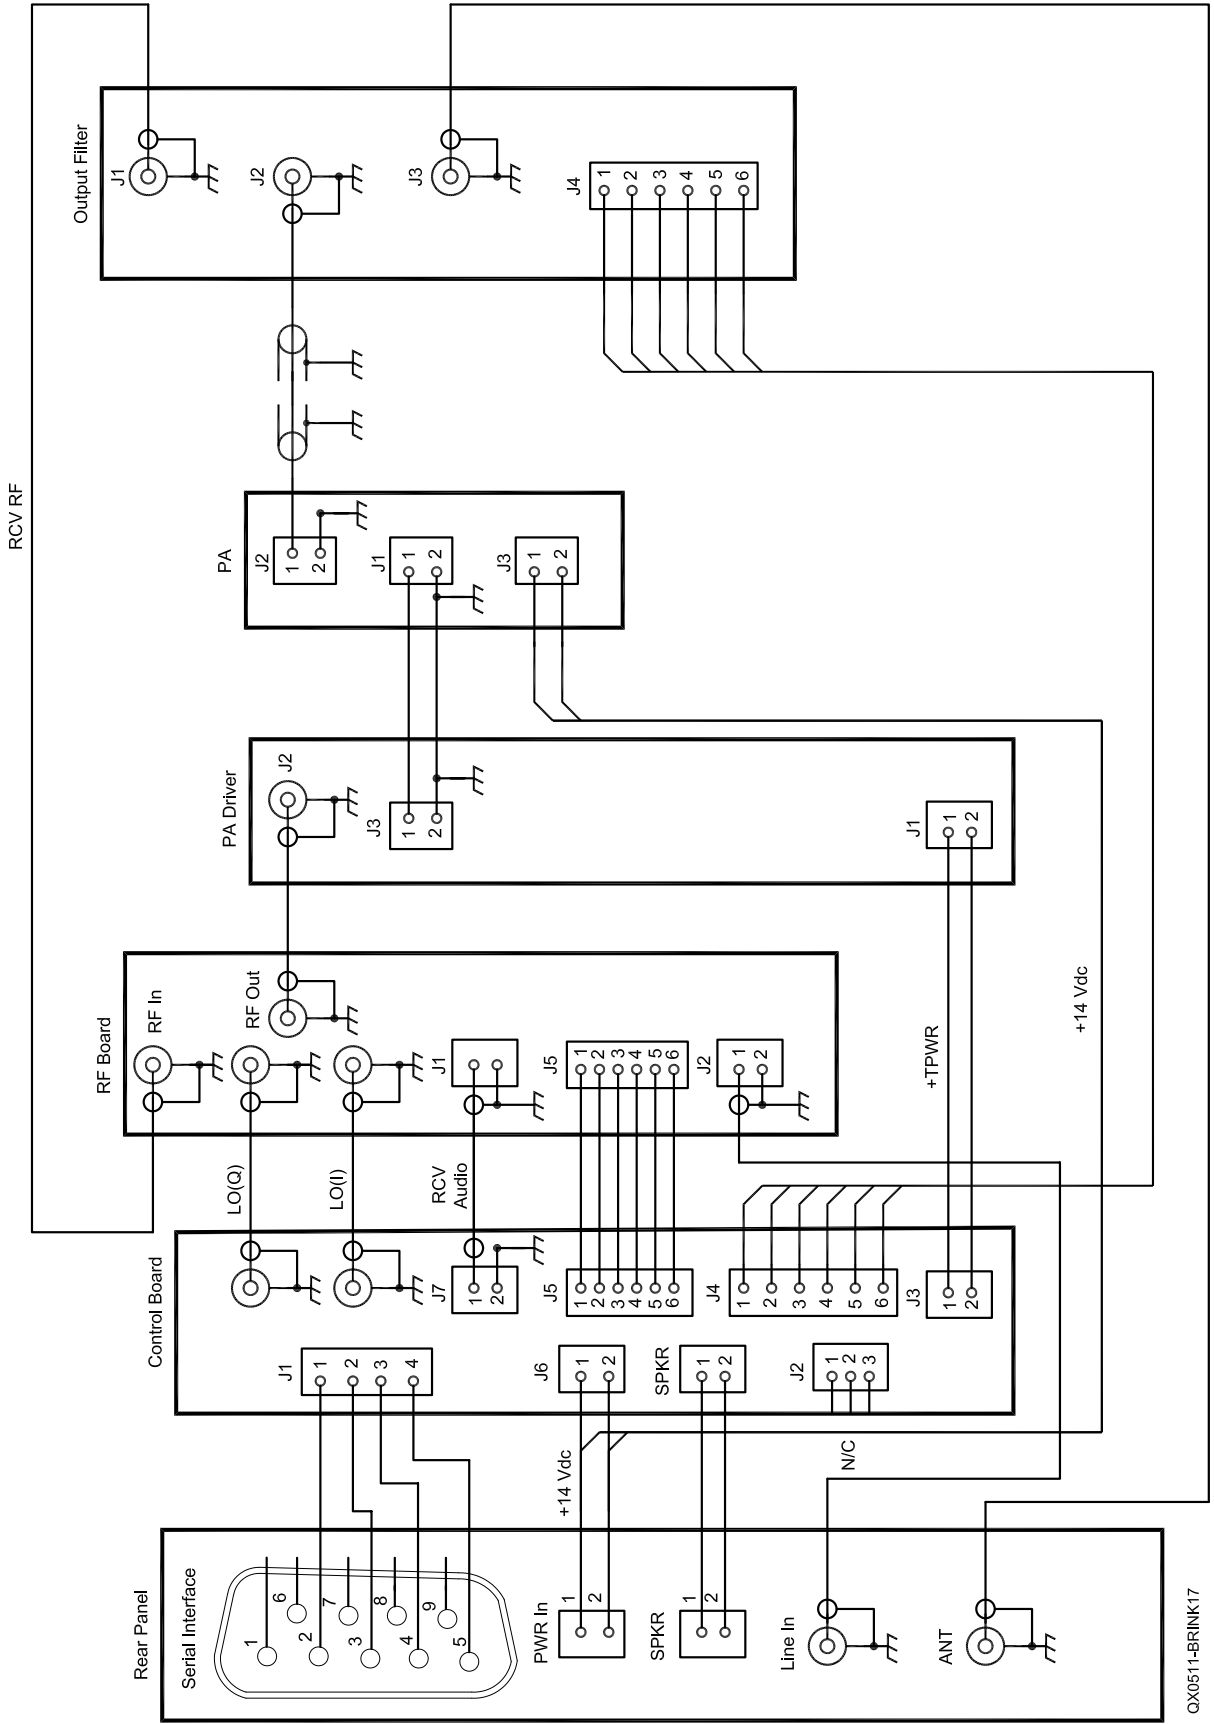 RCV RF
Output Filter
J1
J2
J3
J4
1
2
3
4
5
6
PA
J2
1
2
J1
1
2
J3
1
2
PA Driver
J2
J3
1
2
J1
1
2
RF Board
RF In
RF Out
J1
J5
1
2
3
4
5
6
J2
1
2
LO(Q)
LO(I)
RCV
Audio
+TPWR
+14 Vdc
Control Board
J7
1
2
J5
1
2
3
4
5
6
J4
1
2
3
4
5
6
J3
1
2
J1
1
2
3
4
J6
1
2
SPKR
1
2
J2
1
2
3
+14 Vdc
N/C
Rear Panel
Serial Interface
1
2
3
4
5
6
7
8
9
PWR In
1
2
SPKR
1
2
Line In
ANT
QX0511-BRINK17